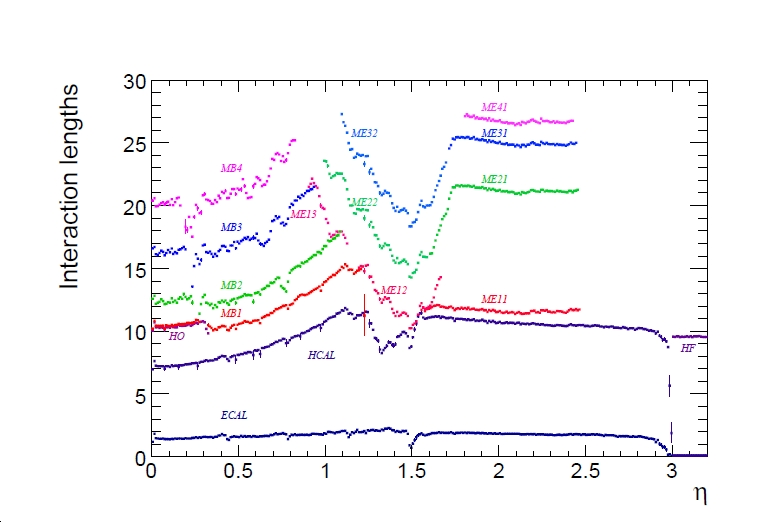 Interaction lengths
30
25
20
15
10
5
0
ME41
ME32
ME31
MB4
ME21
ME22
ME13
MB3
MB2
ME12
ME11
MB1
HO
HCAL
HF
ECAL
0 0.5 1 1.5 2 2.5 3
η